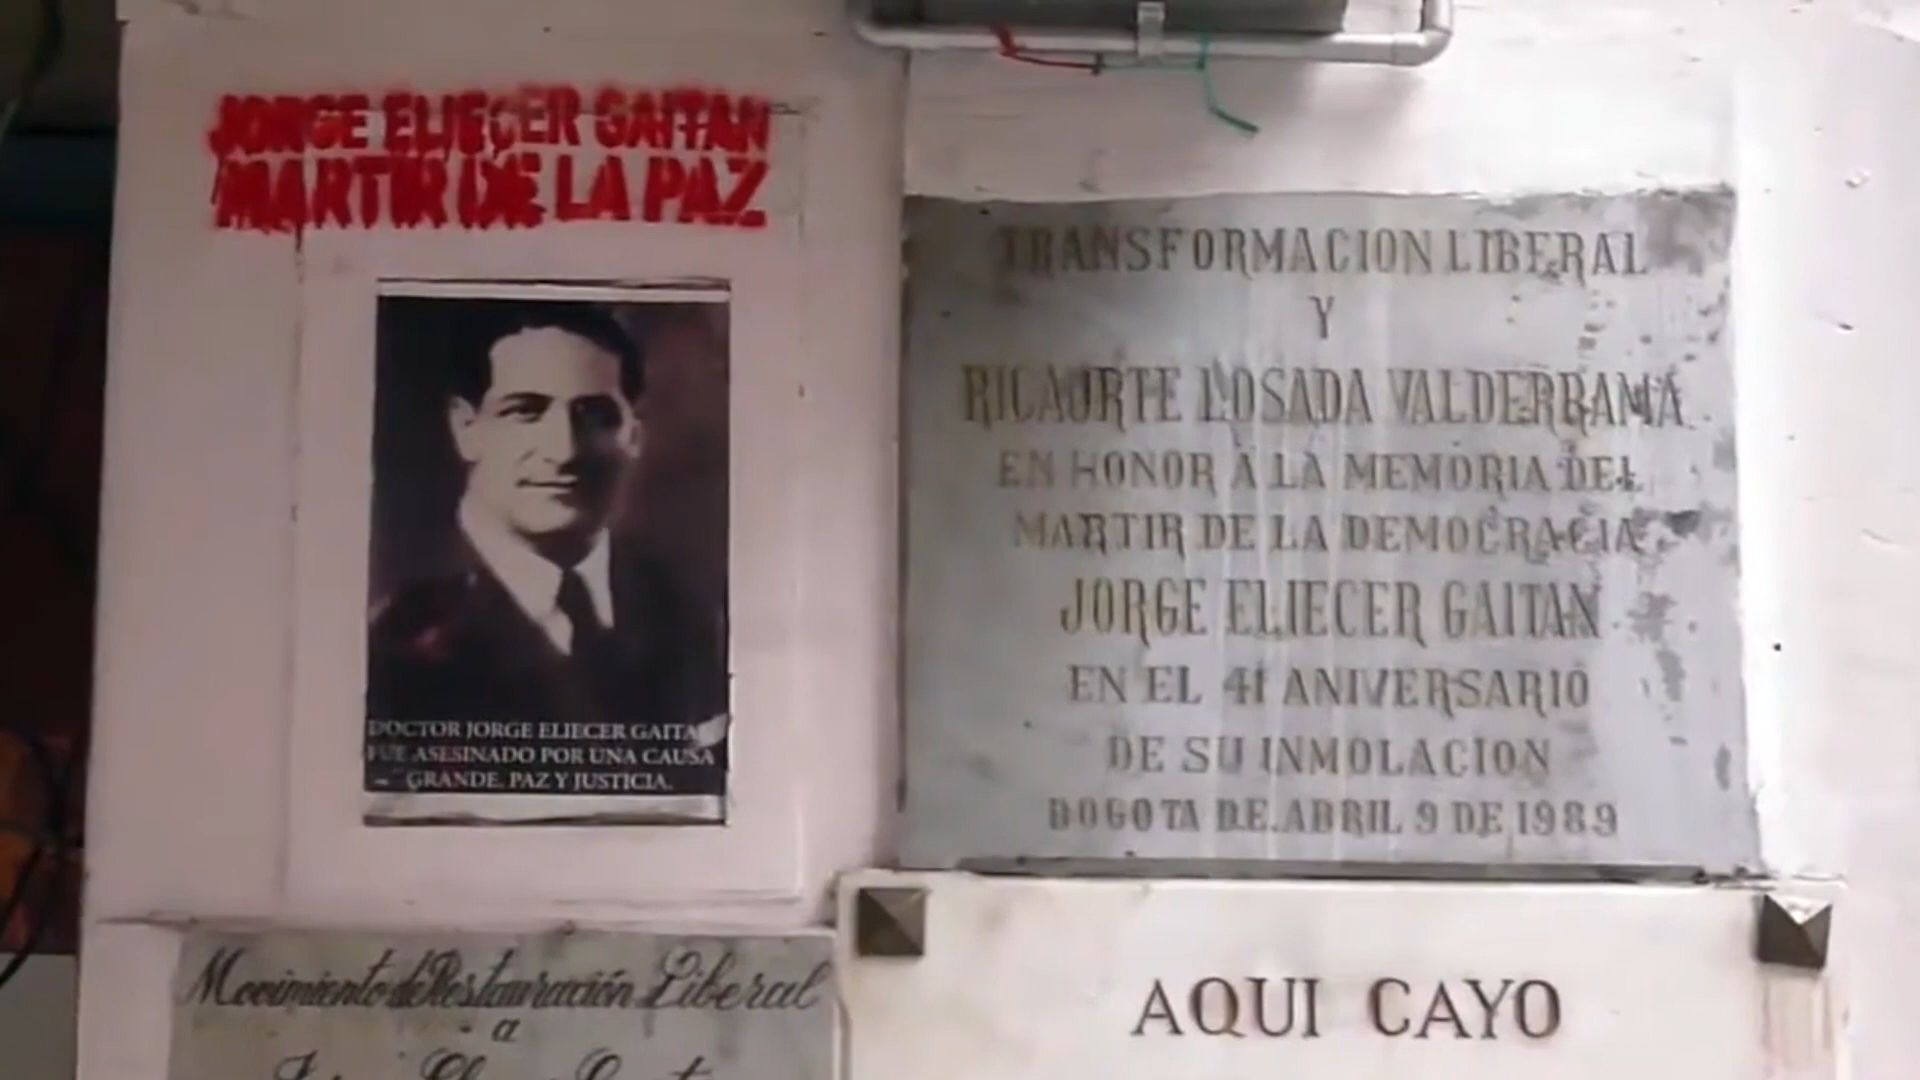 JORGE ELIECER GAITAN
MARTIR DE LA PAZ
DOCTOR JORGE ELIECER GAITA
FUE ASESINADO POR UNA CAUSA
GRANDE. PAZ Y JUSTICIA.
TRANSFORMACION LIBERAL
Y
RICAURTE LOSADA VALDERRAMA
EN HONOR A LA MEMORIA DEL
MARTIR DE LA DEMOCRACIA
JORGE ELIECER GAITAN
EN EL 41 ANIVERSARIO
DE SU INMOLACION
BOGOTA D.E. ABRIL 9 DE 1989
Movimiento de Restauración Liberal
a
AQUI CAYO